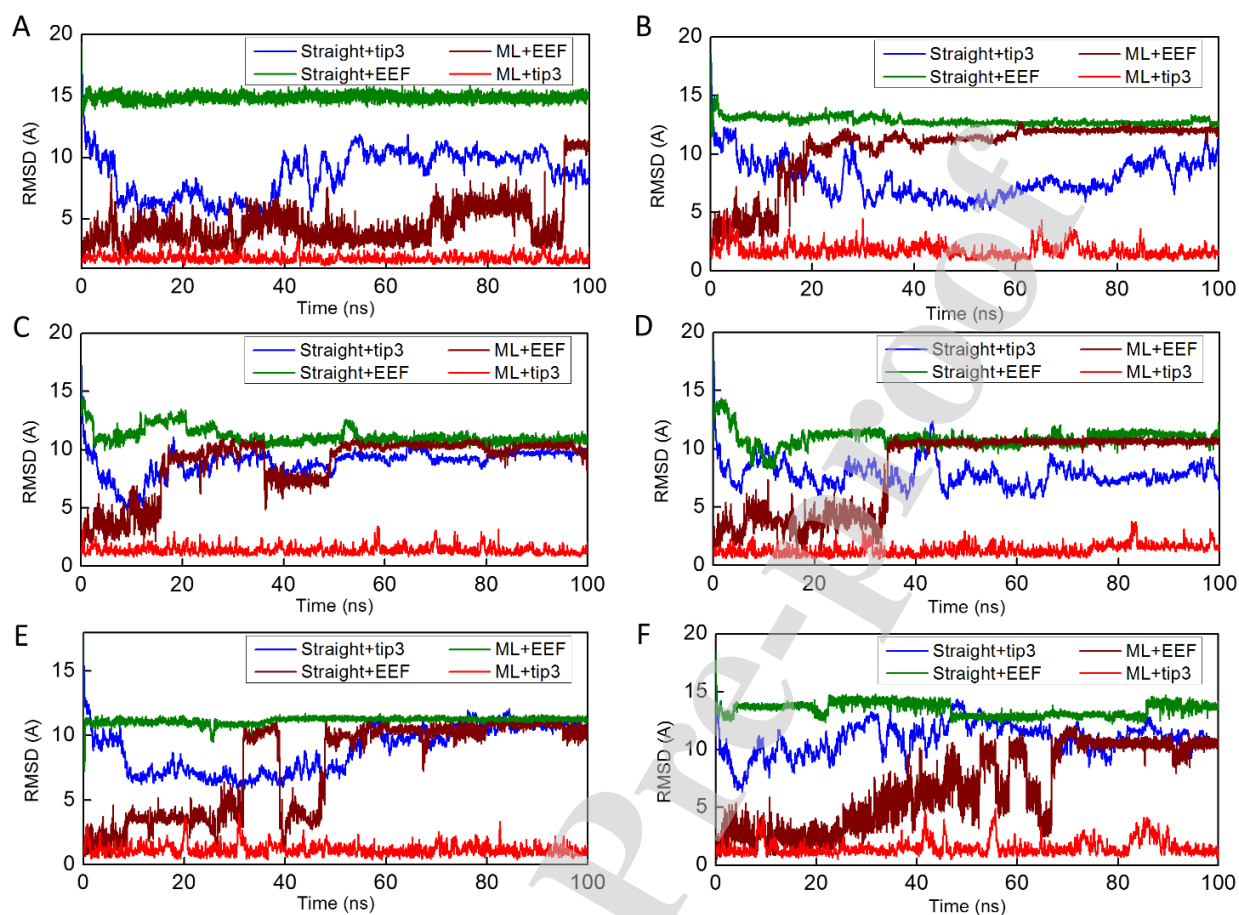 A
20
15
10
5
RMSD (A)
Straight+tip3 ML+EEF
Straight+EEF ML+tip3
0 20 40 60 80 100
Time (ns)
B
20
15
10
5
0
RMSD (A)
Straight+tip3 ML+EEF
Straight+EEF ML+tip3
0 20 40 60 80 100
Time (ns)
C
20
15
10
5
0
RMSD (A)
Straight+tip3 ML+EEF
Straight+EEF ML+tip3
0 20 40 60 80 100
Time (ns)
D
20
15
10
5
0
RMSD (A)
Straight+tip3 ML+EEF
Straight+EEF ML+tip3
0 20 40 60 80 100
Time (ns)
E
15
10
5
0
RMSD (A)
Straight+tip3 ML+EEF
Straight+EEF ML+tip3
0 20 40 60 80 100
Time (ns)
F
20
15
10
5
0
RMSD (A)
Straight+tip3 ML+EEF
Straight+EEF ML+tip3
0 20 40 60 80 100
Time (ns)
Pre-proof